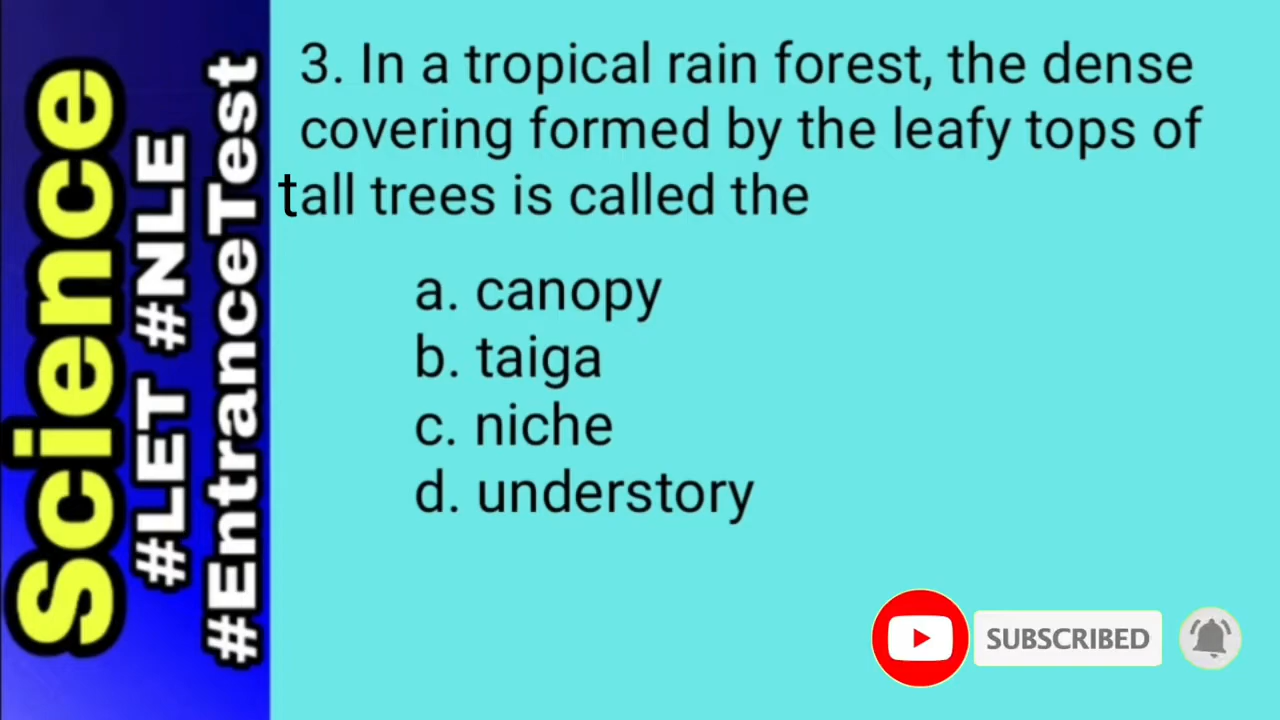 Science
#LET #NLE
#EntranceTest
3. In a tropical rain forest, the dense
covering formed by the leafy tops of
tall trees is called the
a. canopy
b. taiga
c. niche
d. understory
SUBSCRIBED